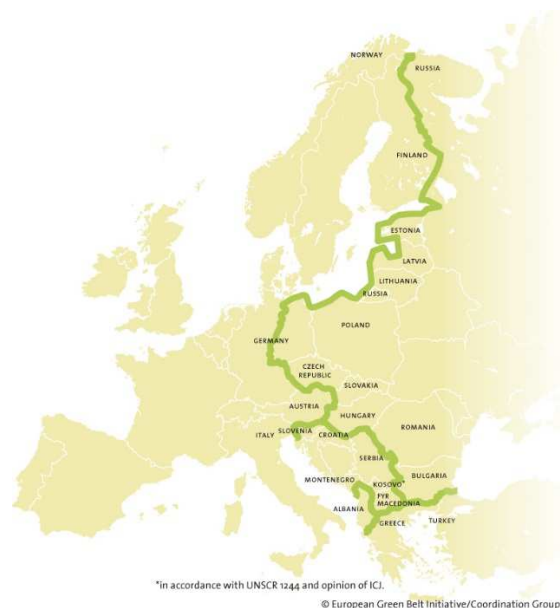 NORWAY
RUSSIA
FINLAND
ESTONIA
LATVIA
LITHUANIA
RUSSIA
POLAND
GERMANY
CZECH
REPUBLIC
SLOVAKIA
AUSTRIA
HUNGARY
ITALY
SLOVENIA
CROATIA
ROMANIA
SERBIA
BULGARIA
MONTENEGRO
KOSOVO*
FYR
MACEDONIA
ALBANIA
GREECE
TURKEY
*in accordance with UNSCR 1244 and opinion of ICJ.
© European Green Belt Initiative/Coordination Group